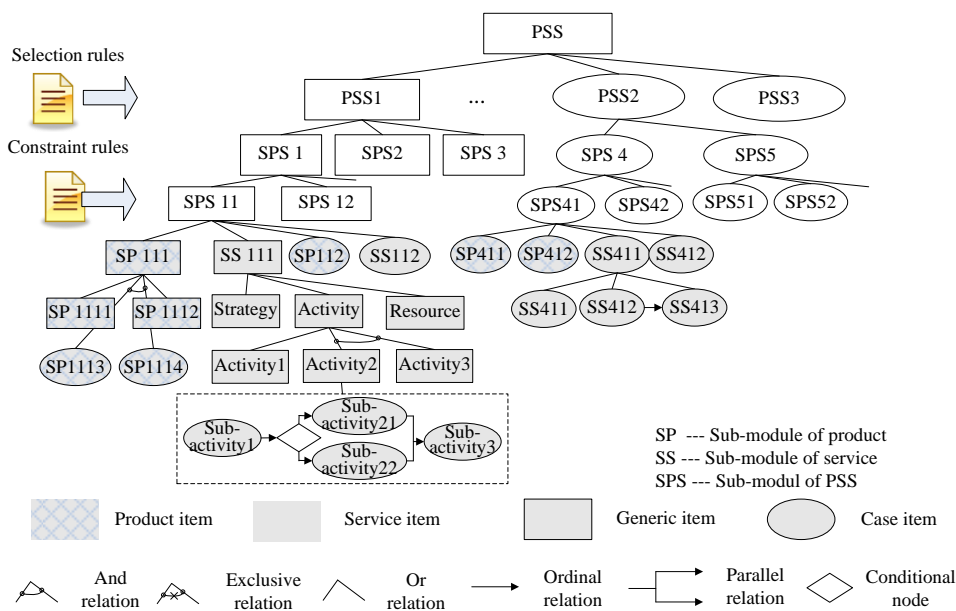 PSS
Selection rules
PSS1
...
PSS2
PSS3
Constraint rules
SPS 1
SPS2
SPS 3
SPS 4
SPS5
SPS 11
SPS 12
SPS41
SPS42
SPS51
SPS52
SP 111
SS 111
SP112
SS112
SP411
SP412
SS411
SS412
SP 1111
SP 1112
Strategy
Activity
Resource
SS411
SS412
SS413
SP1113
SP1114
Activity1
Activity2
Activity3
Sub-
activity1
Sub-
activity21
Sub-
activity22
Sub-
activity3
SP --- Sub-module of product
SS --- Sub-module of service
SPS --- Sub-modul of PSS
Product item
Service item
Generic item
Case item
And
relation
Exclusive
relation
Or
relation
Ordinal
relation
Parallel
relation
Conditional
node